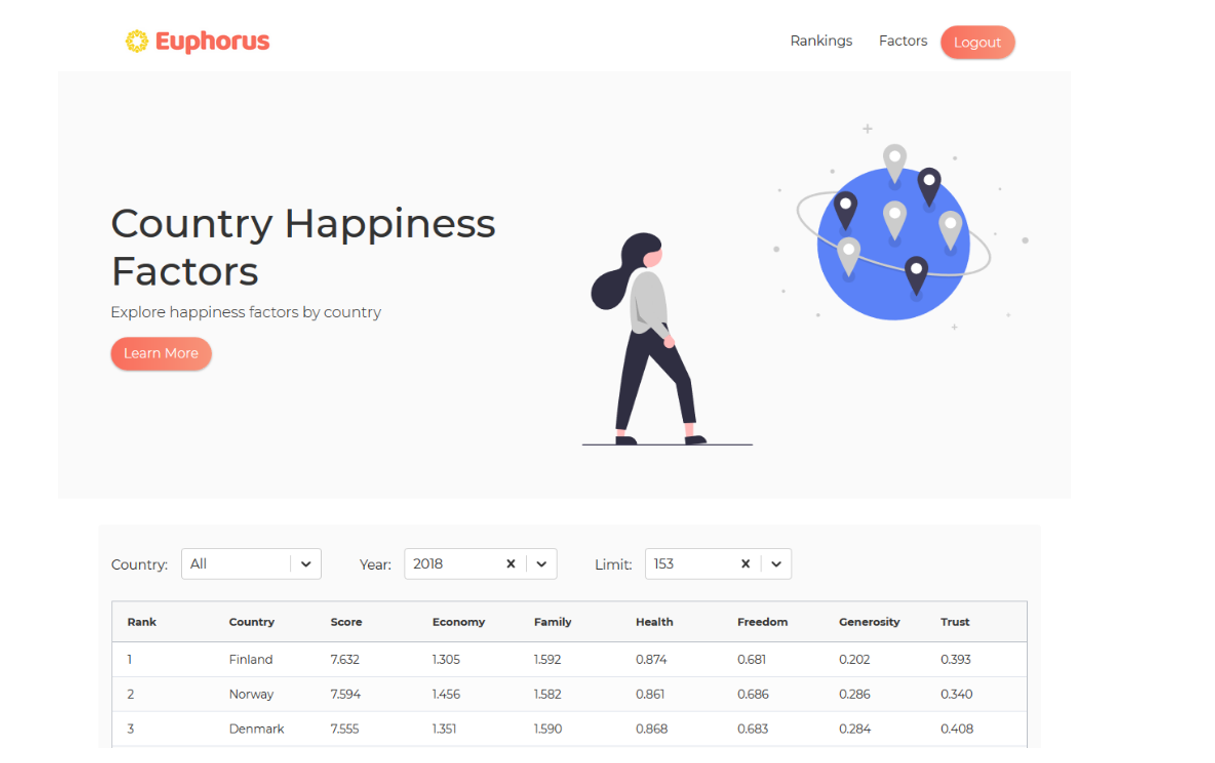 Euphorus
Rankings Factors Logout
Country Happiness
Factors
Explore happiness factors by country
Learn More
Country: All Year: 2018 Limit: 153
Rank Country Score Economy Family Health Freedom Generosity Trust
1 Finland 7.632 1.305 1.592 0.874 0.681 0.202 0.393
2 Norway 7.594 1.456 1.582 0.861 0.686 0.286 0.340
3 Denmark 7.555 1.351 1.590 0.868 0.683 0.284 0.408